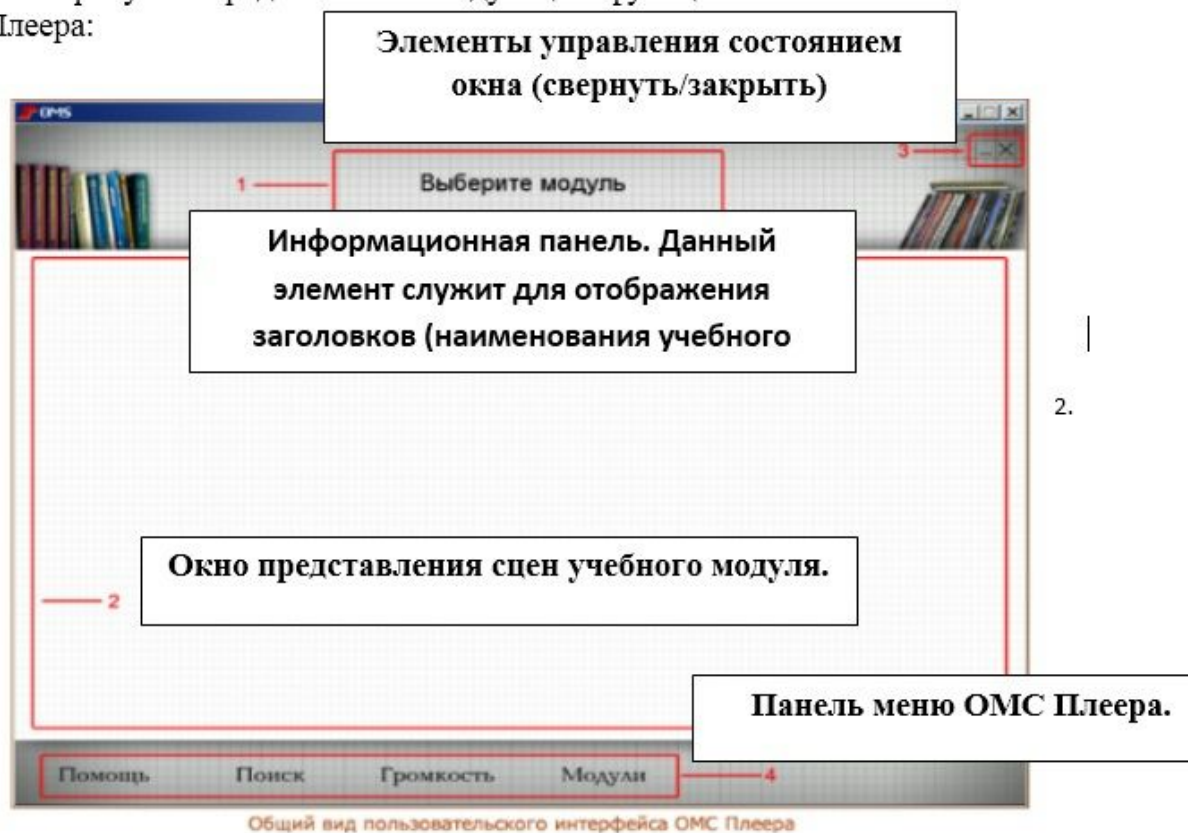 Плеера:
Элементы управления состоянием
окна (свернуть/закрыть)
OMS
3
1
Выберите модуль
Информационная панель. Данный
элемент служит для отображения
заголовков (наименования учебного
2.
Окно представления сцен учебного модуля.
2
Панель меню ОМС Плеера.
Помощь Поиск Громкость Модули 4
Общий вид пользовательского интерфейса ОМС Плеера